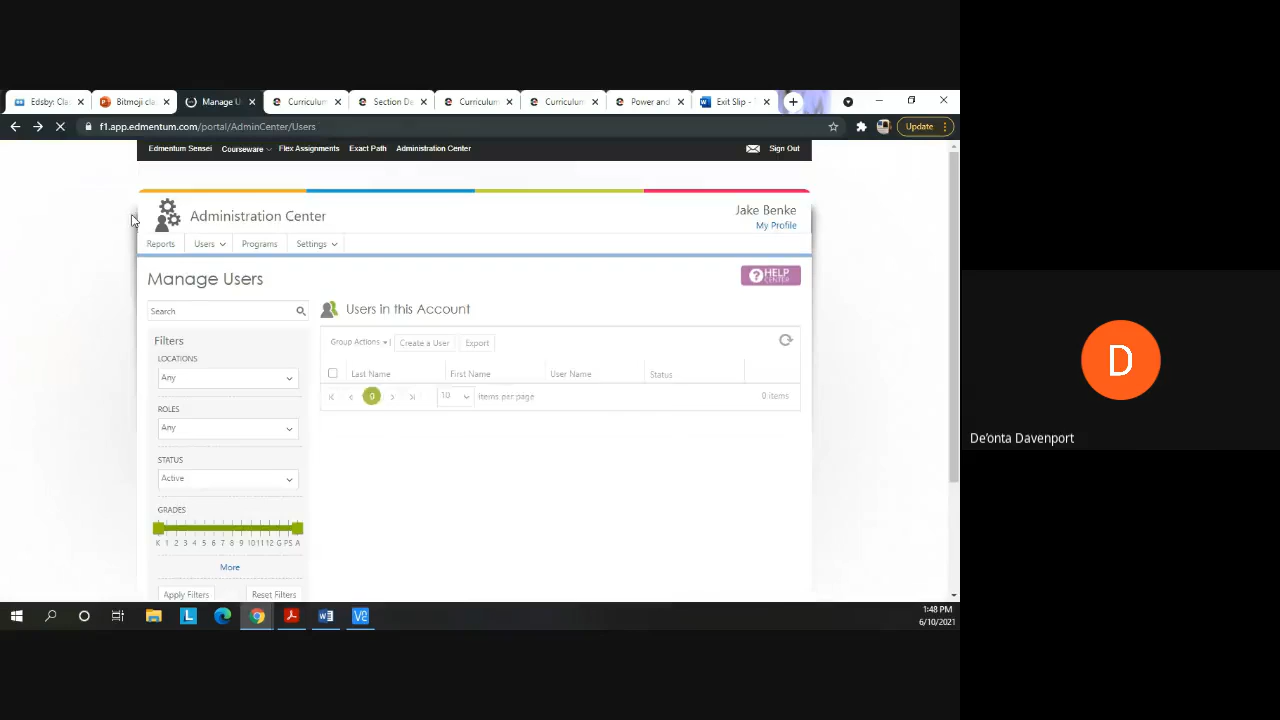 Edsby: Cla
Bitmoji cla
Manage U
Curriculum
Section De
Curriculum
Curriculum
Power and
Exit Slip -
f1.app.edmentum.com/portal/AdminCenter/Users
Update
Edmentum Sensei Courseware Flex Assignments Exact Path Administration Center Sign Out
Administration Center
Jake Benke
My Profile
Reports Users Programs Settings
Manage Users
HELP
CENTER
Search
Users in this Account
Filters
Group Actions Create a User Export
LOCATIONS
Any
Last Name First Name User Name Status
0 10 items per page 0 items
ROLES
Any
STATUS
Active
GRADES
K 1 2 3 4 5 6 7 8 9 10 11 12 G PS A
More
Apply Filters Reset Filters
1:48 PM
6/10/2021
D
De'onta Davenport